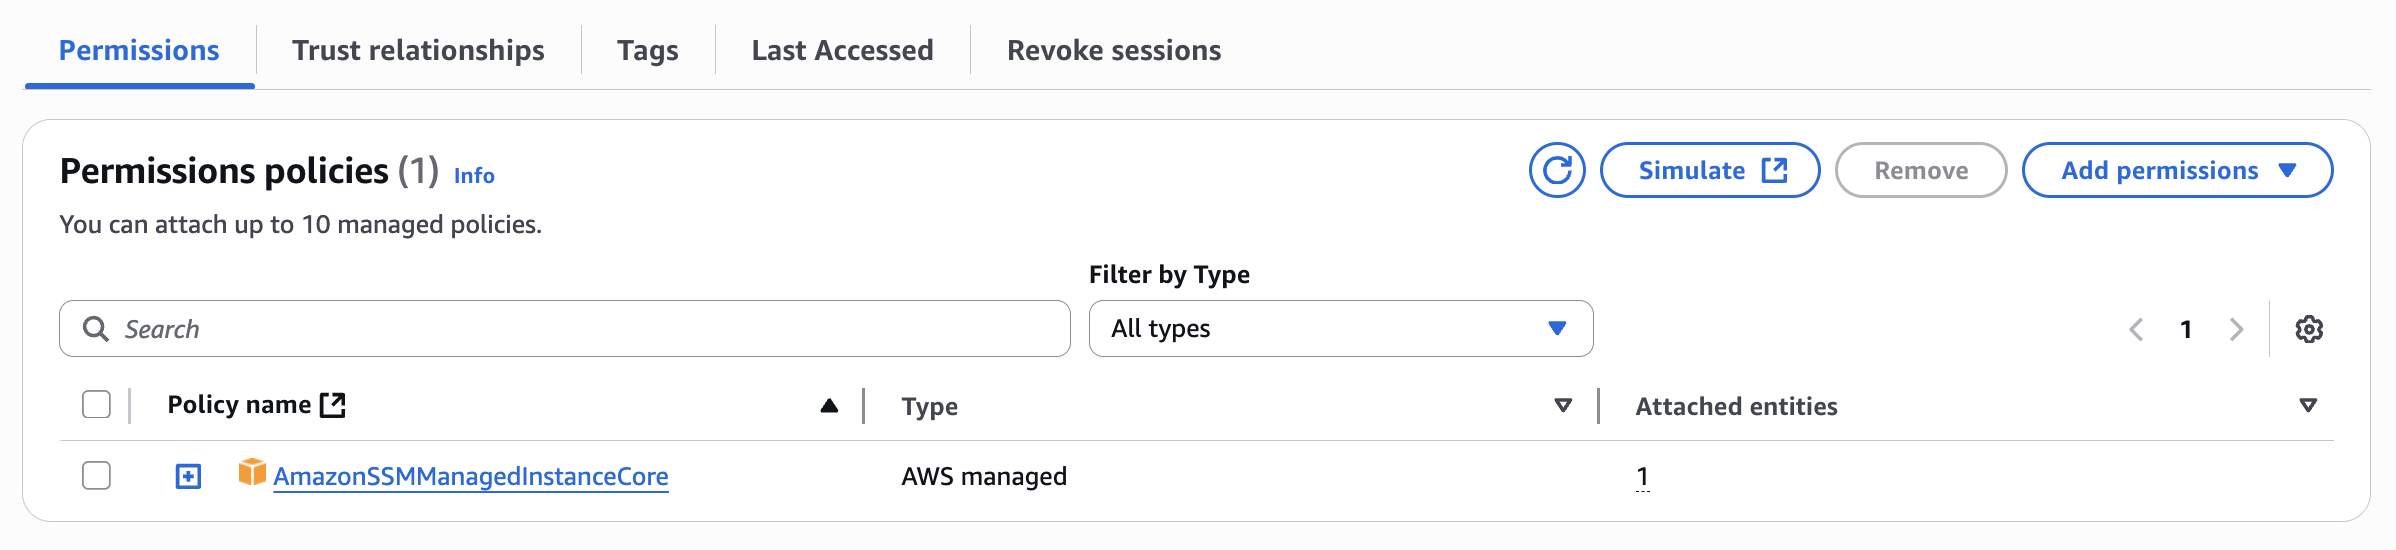 Permissions
Trust relationships
Tags
Last Accessed
Revoke sessions
Permissions policies (1) Info
Simulate
Remove
Add permissions
You can attach up to 10 managed policies.
Filter by Type
Search
All types
1
Policy name
Type
Attached entities
AmazonSSMManagedInstanceCore
AWS managed
1